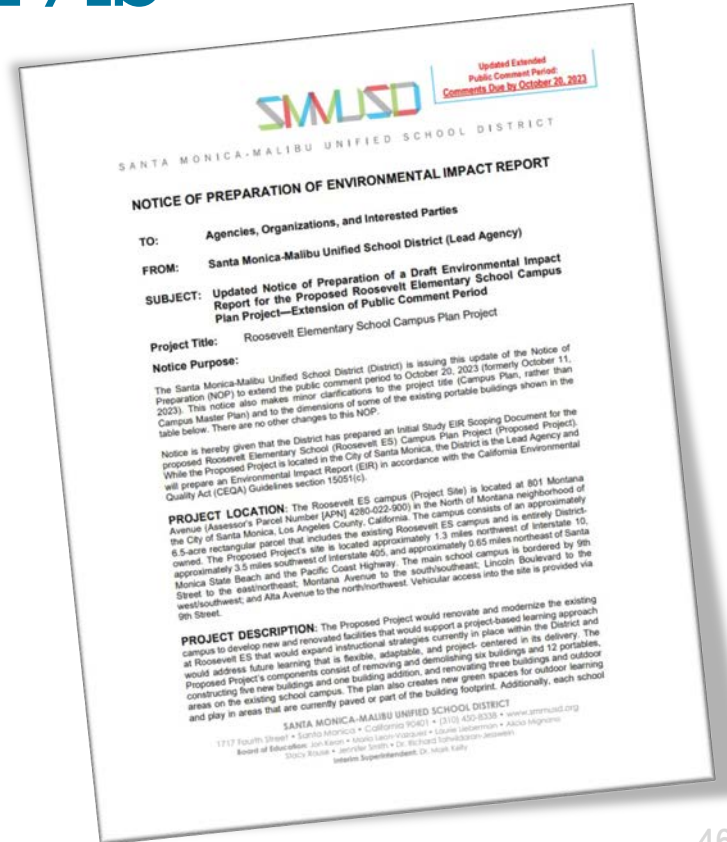 Updated Extended
Public Comment Period:
Comments Due by October 20, 2023
SMMUSD
SANTA MONICA-MALIBU UNIFIED SCHOOL DISTRICT
NOTICE OF PREPARATION OF ENVIRONMENTAL IMPACT REPORT
TO: Agencies, Organizations, and Interested Parties
FROM: Santa Monica-Malibu Unified School District (Lead Agency)
SUBJECT: Updated Notice of Preparation of a Draft Environmental Impact
Report for the Proposed Roosevelt Elementary School Campus
Plan Project—Extension of Public Comment Period
Project Title: Roosevelt Elementary School Campus Plan Project
Notice Purpose:
The Santa Monica-Malibu Unified School District (District) is issuing this update of the Notice of
Preparation (NOP) to extend the public comment period to October 20, 2023 (formerly October 11,
2023). This notice also makes minor clarifications to the project title (Campus Plan, rather than
Campus Master Plan) and to the dimensions of some of the existing portable buildings shown in the
table below. There are no other changes to this NOP.
Notice is hereby given that the District has prepared an Initial Study EIR Scoping Document for the
proposed Roosevelt Elementary School (Roosevelt ES) Campus Plan Project (Proposed Project).
While the Proposed Project is located in the City of Santa Monica, the District is the Lead Agency and
will prepare an Environmental Impact Report (EIR) in accordance with the California Environmental
Quality Act (CEQA) Guidelines section 15051(c).
PROJECT LOCATION: The Roosevelt ES campus (Project Site) is located at 801 Montana
Avenue (Assessor's Parcel Number [APN] 4280-022-900) in the North of Montana neighborhood of
the City of Santa Monica, Los Angeles County, California. The campus consists of an approximately
6.5-acre rectangular parcel that includes the existing Roosevelt ES campus and is entirely District-
owned. The Proposed Project's site is located approximately 1.3 miles northwest of Interstate 10,
approximately 3.5 miles southwest of Interstate 405, and approximately 0.65 miles northeast of Santa
Monica State Beach and the Pacific Coast Highway. The main school campus is bordered by 9th
Street to the east/northeast; Montana Avenue to the south/southeast; Lincoln Boulevard to the
west/southwest; and Alta Avenue to the north/northwest. Vehicular access into the site is provided via
9th Street.
PROJECT DESCRIPTION: The Proposed Project would renovate and modernize the existing
campus to develop new and renovated facilities that would support a project-based learning approach
at Roosevelt ES that would expand instructional strategies currently in place within the District and
would address future learning that is flexible, adaptable, and project- centered in its delivery. The
Proposed Project's components consist of removing and demolishing six buildings and 12 portables,
constructing five new buildings and one building addition, and renovating three buildings and outdoor
areas on the existing school campus. The plan also creates new green spaces for outdoor learning
and play in areas that are currently paved or part of the building footprint. Additionally, each school
SANTA MONICA-MALIBU UNIFIED SCHOOL DISTRICT
1717 Fourth Street • Santa Monica • California 90401 • (310) 450-8338 • www.smmusd.org
Board of Education: Jon Kean • Maria Leon-Vazquez • Laurie Lieberman • Alicia Mignano
Stacy Rouse • Jennifer Smith • Dr. Richard Tahvildaran-Jesswein
Interim Superintendent: Dr. Mark Kelly
46